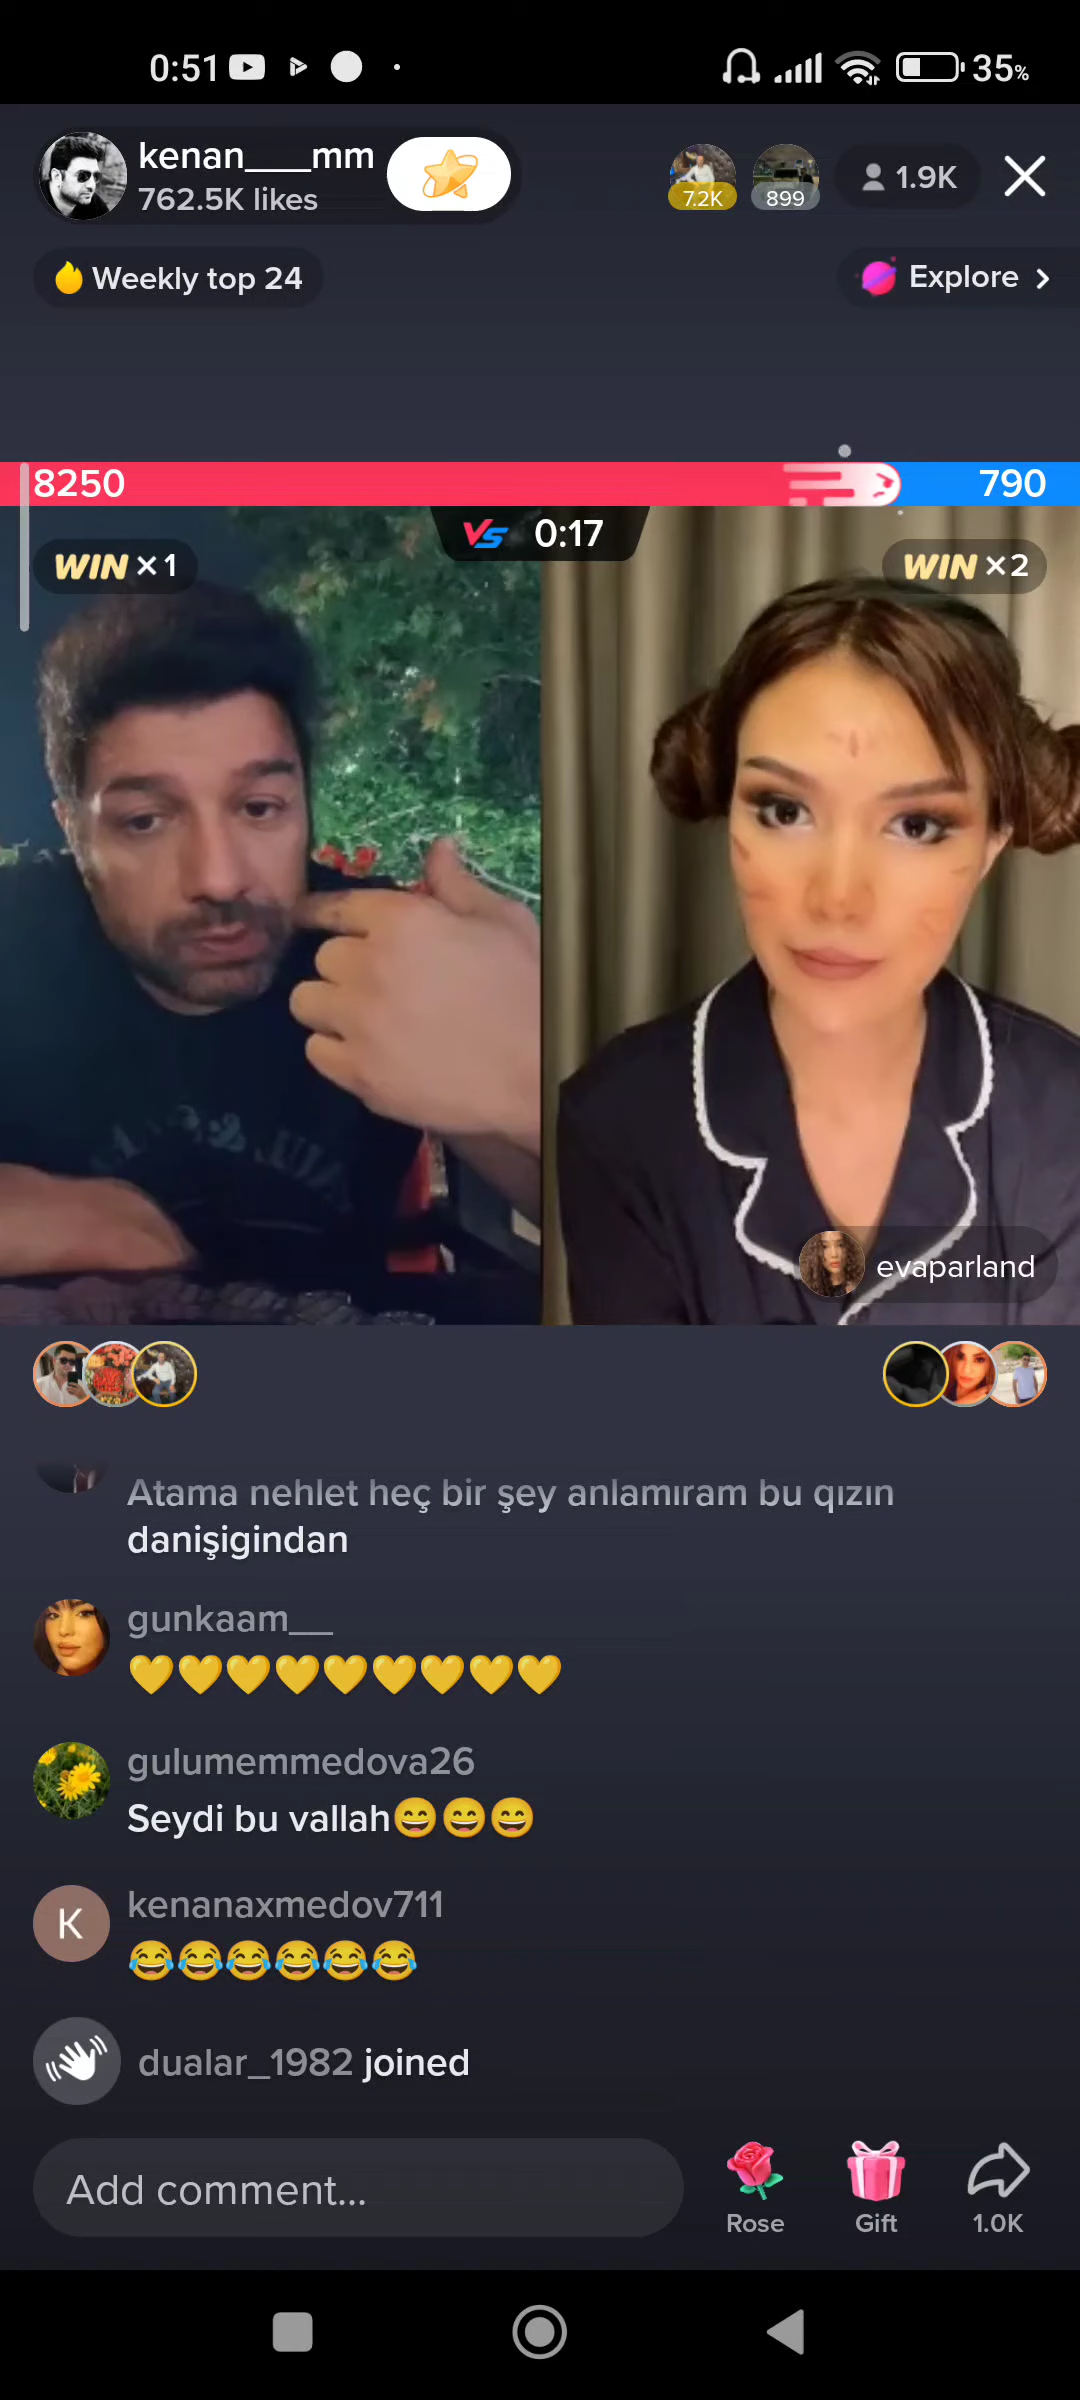 0:51
35%
kenan___mm
762.5K likes
7.2K
899
1.9K
Weekly top 24
Explore
8250
790
VS 0:17
WIN ×1
WIN ×2
evaparland
Atama nehlet heç bir şey anlamıram bu qızın
danişigindan
gunkaam__
💛💛💛💛💛💛💛💛💛
gulumemmedova26
Seydi bu vallah😄😄😄
K
kenanaxmedov711
😂😂😂😂😂😂
dualar_1982 joined
Add comment...
Rose
Gift
1.0K